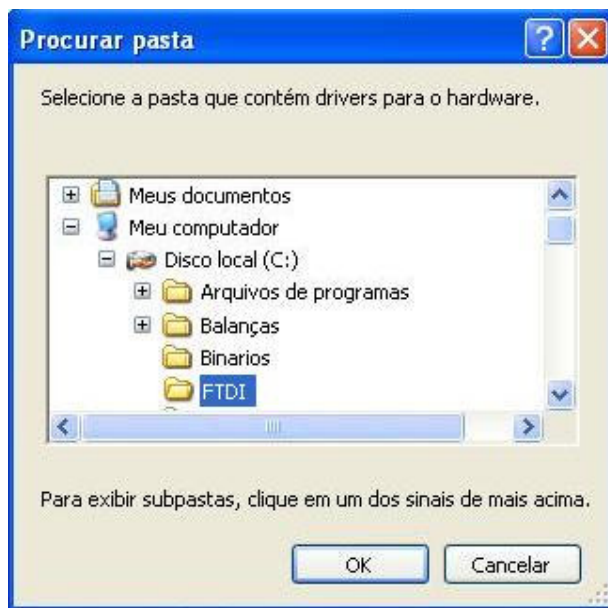 Procurar pasta
Selecione a pasta que contém drivers para o hardware.
Meus documentos
Meu computador
Disco local (C:)
Arquivos de programas
Balanças
Binarios
FTDI
Para exibir subpastas, clique em um dos sinais de mais acima.
OK
Cancelar